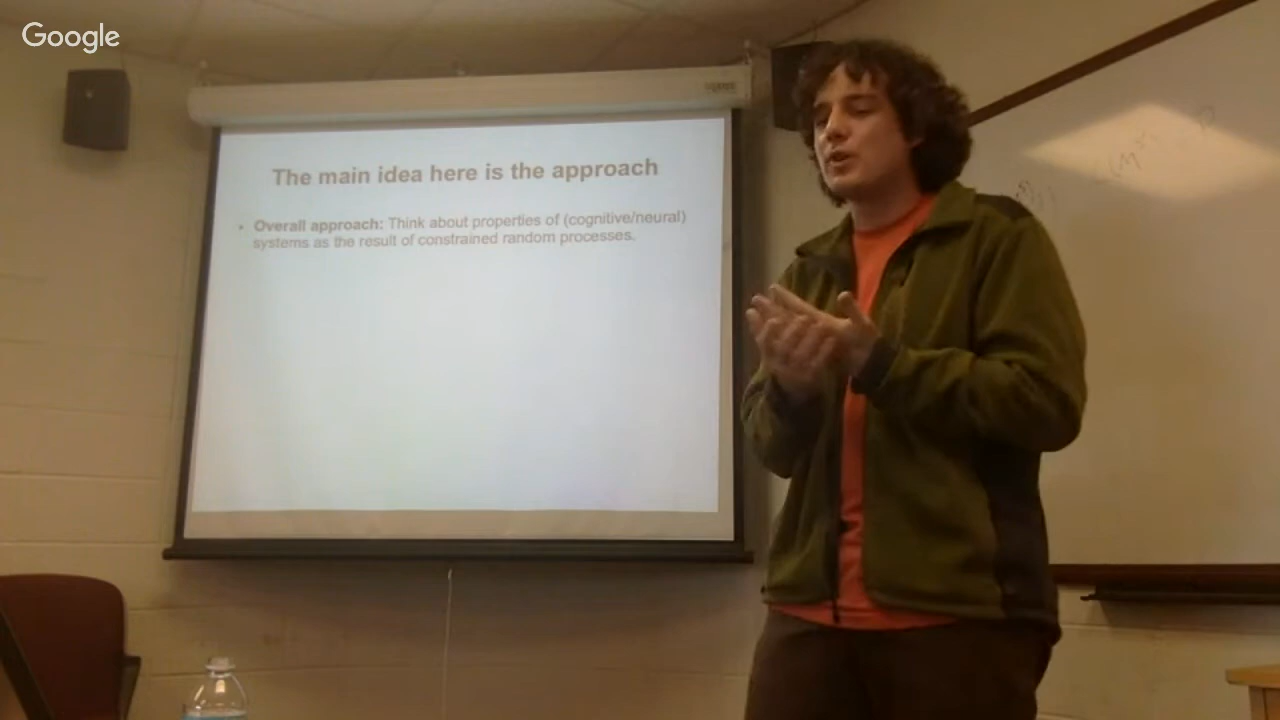 Google
The main idea here is the approach
• Overall approach: Think about properties of (cognitive/neural)
systems as the result of constrained random processes.